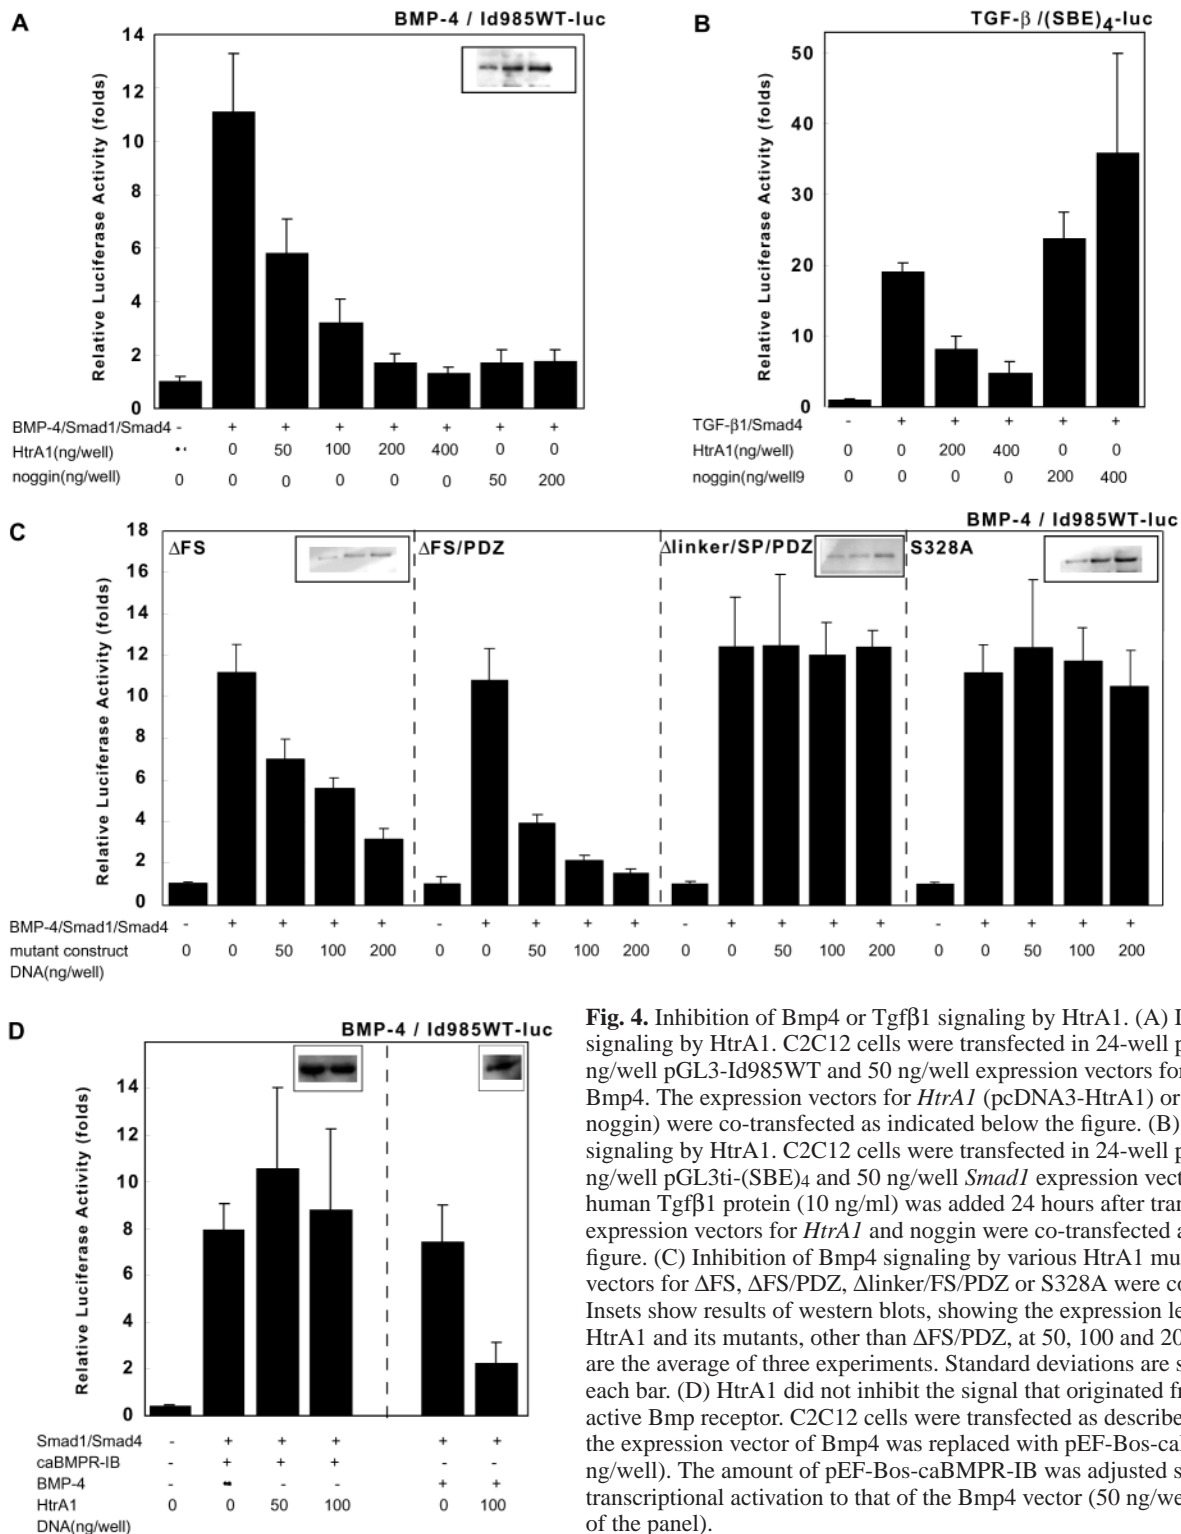 A
BMP-4 / Id985WT-luc
Relative Luciferase Activity (folds)
14
12
10
8
6
4
2
0
BMP-4/Smad1/Smad4 - + + + + + + +
HtrA1(ng/well) 0 50 100 200 400 0 0
noggin(ng/well) 0 0 0 0 0 0 50 200
B
TGF-β /(SBE)4-luc
Relative Luciferase Activity (folds)
50
40
30
20
10
0
TGF-β1/Smad4 - + + + + +
HtrA1(ng/well) 0 0 200 400 0 0
noggin(ng/well9 0 0 0 0 200 400
C
BMP-4 / Id985WT-luc
Relative Luciferase Activity (folds)
18
16
14
12
10
8
6
4
2
0
ΔFS
ΔFS/PDZ
Δlinker/SP/PDZ
S328A
BMP-4/Smad1/Smad4 - + + + + - + + + + - + + + + - + + + +
mutant construct 0 0 50 100 200 0 0 50 100 200 0 0 50 100 200 0 0 50 100 200
DNA(ng/well)
D
BMP-4 / Id985WT-luc
Relative Luciferase Activity (folds)
14
12
10
8
6
4
2
0
Smad1/Smad4 - + + + + +
caBMPR-IB - + + + - -
BMP-4 - - - + +
HtrA1 0 0 50 100 0 100
DNA(ng/well)
Fig. 4. Inhibition of Bmp4 or Tgfβ1 signaling by HtrA1. (A) I
signaling by HtrA1. C2C12 cells were transfected in 24-well p
ng/well pGL3-Id985WT and 50 ng/well expression vectors for
Bmp4. The expression vectors for HtrA1 (pcDNA3-HtrA1) or
noggin) were co-transfected as indicated below the figure. (B)
signaling by HtrA1. C2C12 cells were transfected in 24-well p
ng/well pGL3ti-(SBE)4 and 50 ng/well Smad1 expression vect
human Tgfβ1 protein (10 ng/ml) was added 24 hours after tran
expression vectors for HtrA1 and noggin were co-transfected a
figure. (C) Inhibition of Bmp4 signaling by various HtrA1 mu
vectors for ΔFS, ΔFS/PDZ, Δlinker/FS/PDZ or S328A were co
Insets show results of western blots, showing the expression le
HtrA1 and its mutants, other than ΔFS/PDZ, at 50, 100 and 20
are the average of three experiments. Standard deviations are s
each bar. (D) HtrA1 did not inhibit the signal that originated fr
active Bmp receptor. C2C12 cells were transfected as describe
the expression vector of Bmp4 was replaced with pEF-Bos-ca
ng/well). The amount of pEF-Bos-caBMPR-IB was adjusted s
transcriptional activation to that of the Bmp4 vector (50 ng/we
of the panel).